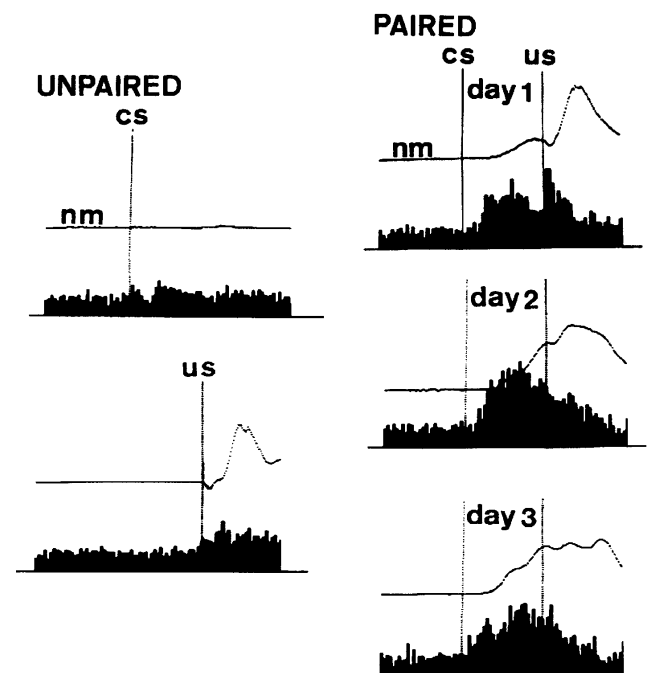 UNPAIRED
cs
nm
us
PAIRED
cs us
day 1
nm
day 2
day 3